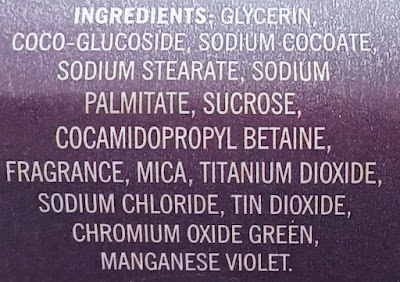 INGREDIENTS: GLYCERIN,
COCO-GLUCOSIDE, SODIUM COCOATE,
SODIUM STEARATE, SODIUM
PALMITATE, SUCROSE,
COCAMIDOPROPYL BETAINE,
FRAGRANCE, MICA, TITANIUM DIOXIDE,
SODIUM CHLORIDE, TIN DIOXIDE,
CHROMIUM OXIDE GREEN,
MANGANESE VIOLET.